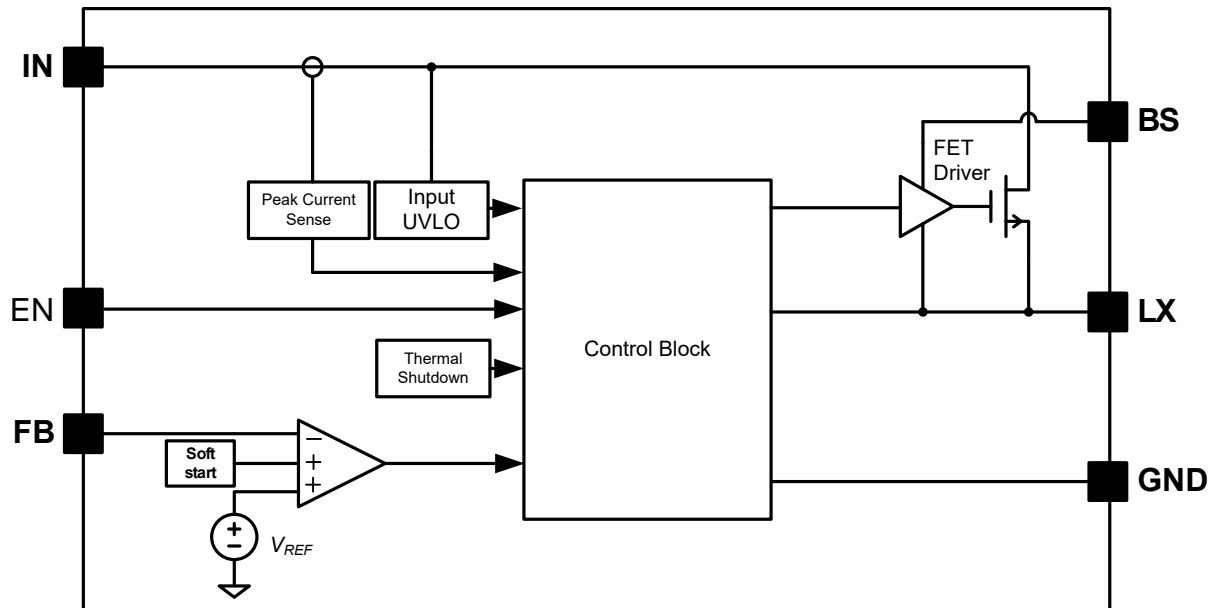 IN
BS
FET
Driver
Peak Current
Sense
Input
UVLO
EN
LX
Control Block
Thermal
Shutdown
FB
−
Soft
start
+
+
GND
+
−
VREF